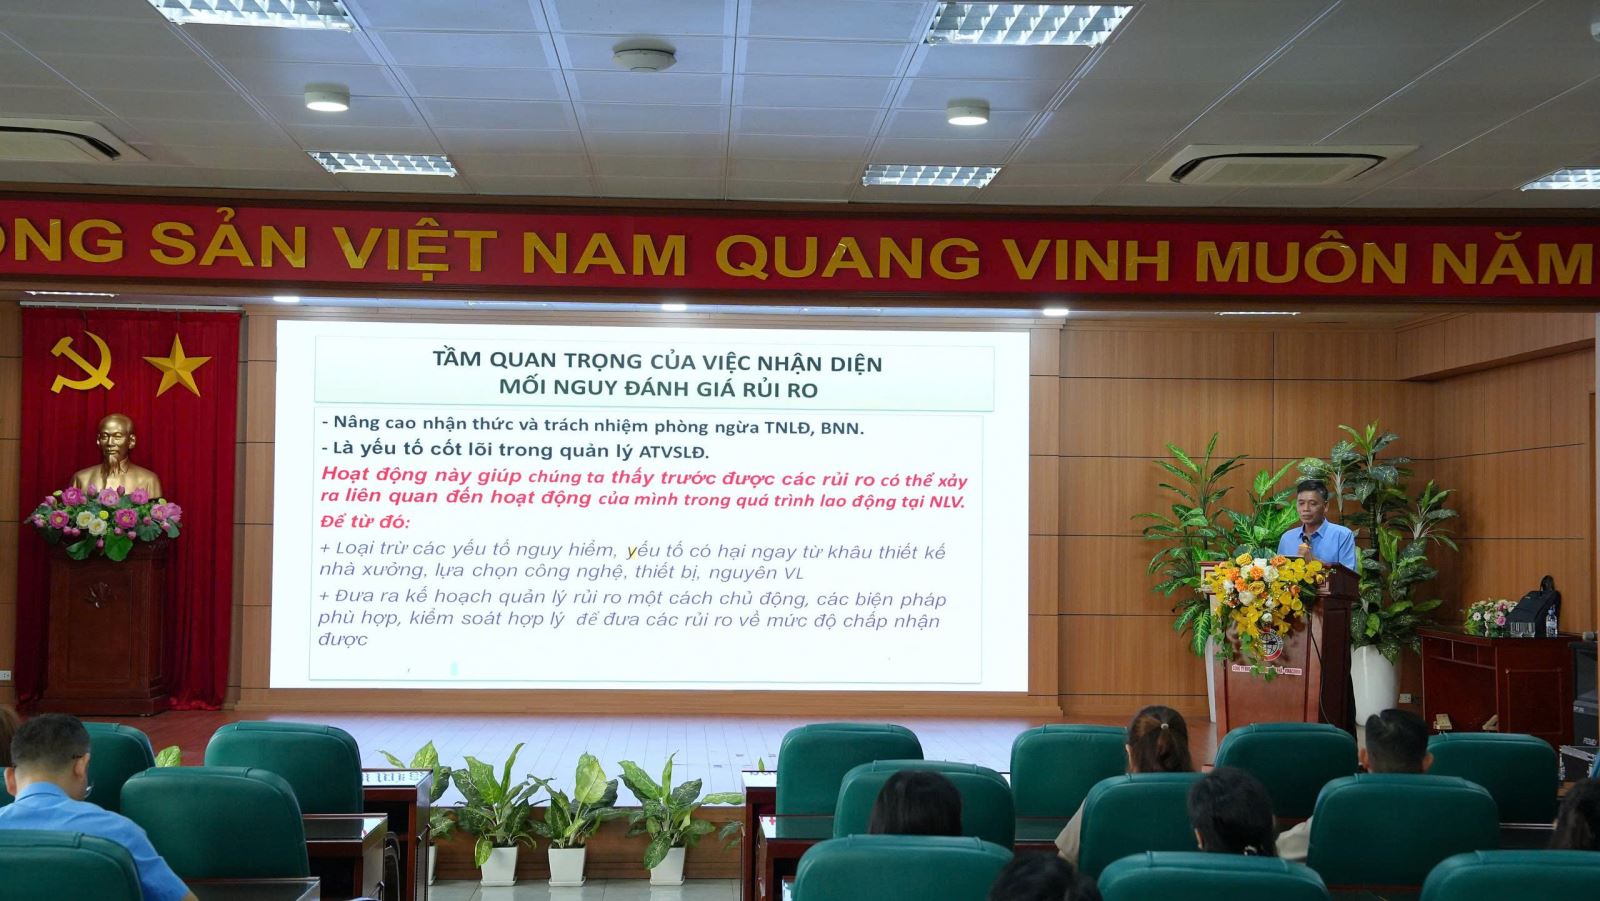 NG SẢN VIỆT NAM QUANG VINH MUÔN NĂM
TẦM QUAN TRỌNG CỦA VIỆC NHẬN DIỆN
MỐI NGUY ĐÁNH GIÁ RỦI RO
- Nâng cao nhận thức và trách nhiệm phòng ngừa TNLĐ, BNN.
- Là yếu tố cốt lõi trong quản lý ATVSLĐ.
Hoạt động này giúp chúng ta thấy trước được các rủi ro có thể xảy
ra liên quan đến hoạt động của mình trong quá trình lao động tại NLV.
Để từ đó:
+ Loại trừ các yếu tố nguy hiểm, yếu tố có hại ngay từ khâu thiết kế
nhà xưởng, lựa chọn công nghệ, thiết bị, nguyên VL
+ Đưa ra kế hoạch quản lý rủi ro một cách chủ động, các biện pháp
phù hợp, kiểm soát hợp lý để đưa các rủi ro về mức độ chấp nhận
được